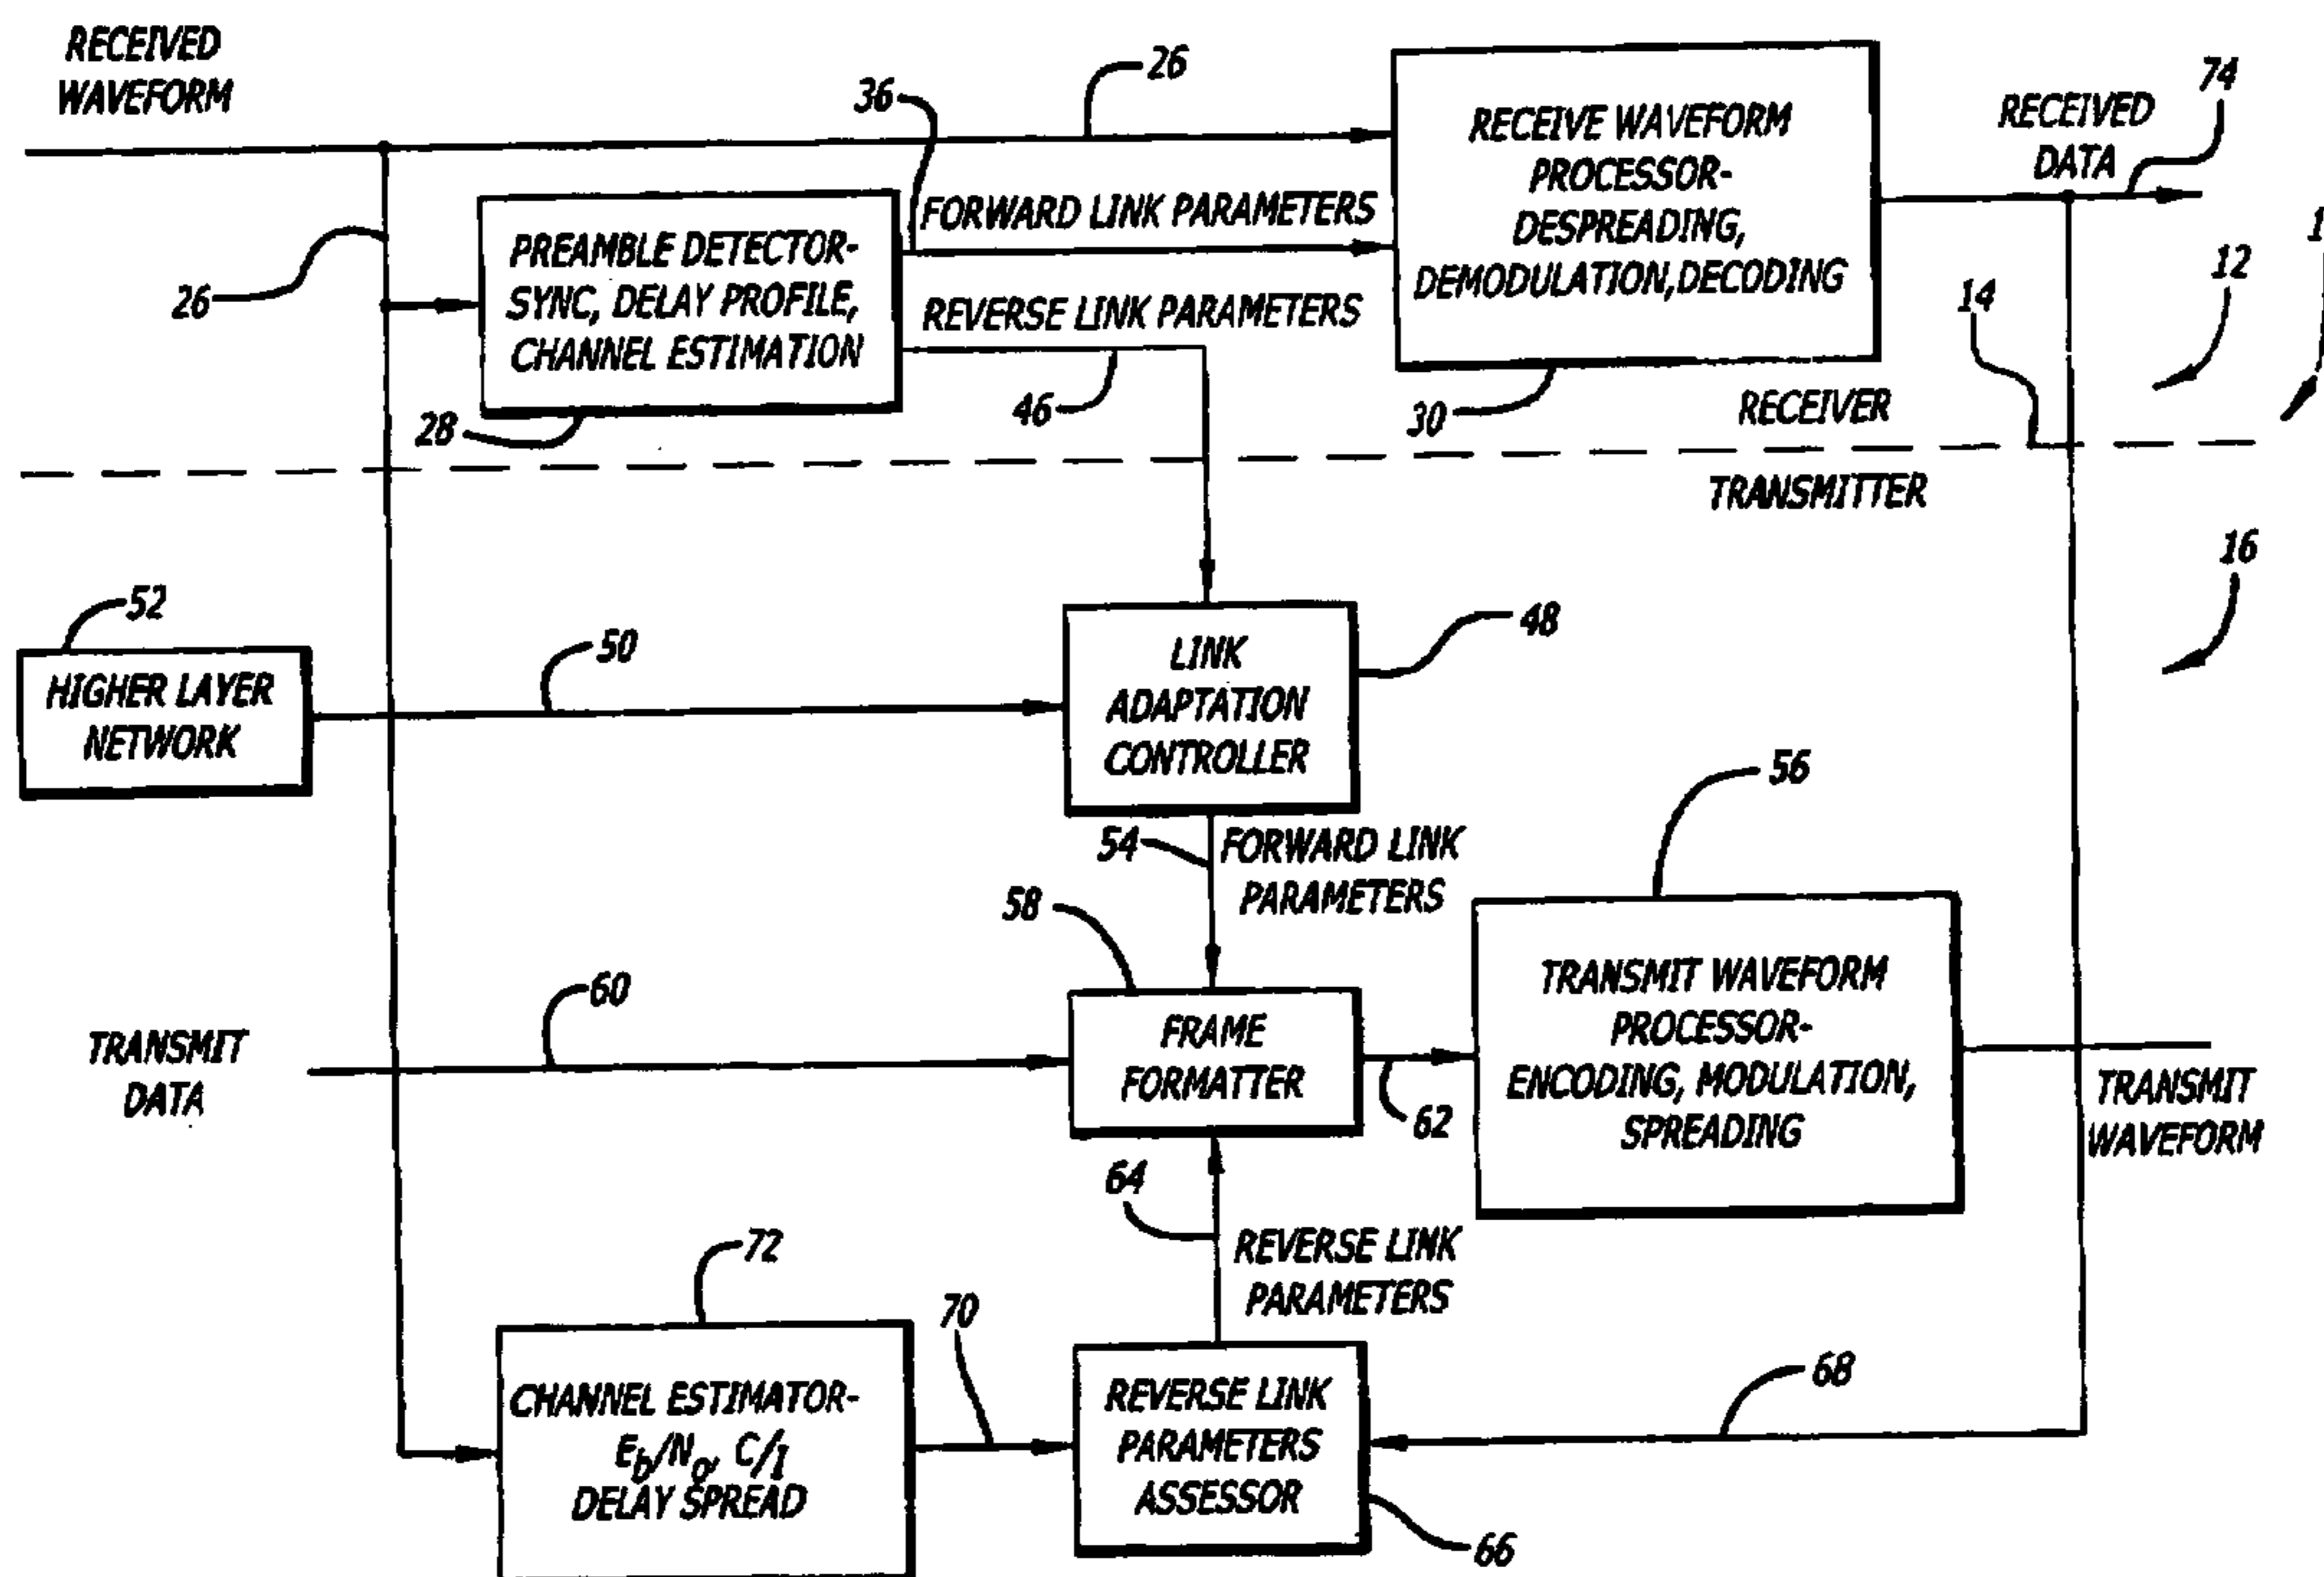 RECEIVED
WAVEFORM
26
36
74
RECEIVED
DATA
RECEIVE WAVEFORM
PROCESSOR-
DESPREADING,
DEMODULATION, DECODING
FORWARD LINK PARAMETERS
PREAMBLE DETECTOR-
SYNC, DELAY PROFILE,
CHANNEL ESTIMATION
REVERSE LINK PARAMETERS
26
12
14
28
46
30
RECEIVER
TRANSMITTER
16
52
50
48
HIGHER LAYER
NETWORK
LINK
ADAPTATION
CONTROLLER
56
54
FORWARD LINK
PARAMETERS
58
60
TRANSMIT
DATA
FRAME
FORMATTER
62
TRANSMIT WAVEFORM
PROCESSOR-
ENCODING, MODULATION,
SPREADING
TRANSMIT
WAVEFORM
64
REVERSE LINK
PARAMETERS
72
70
68
CHANNEL ESTIMATOR-
Eb/No, C/I
DELAY SPREAD
REVERSE LINK
PARAMETERS
ASSESSOR
66